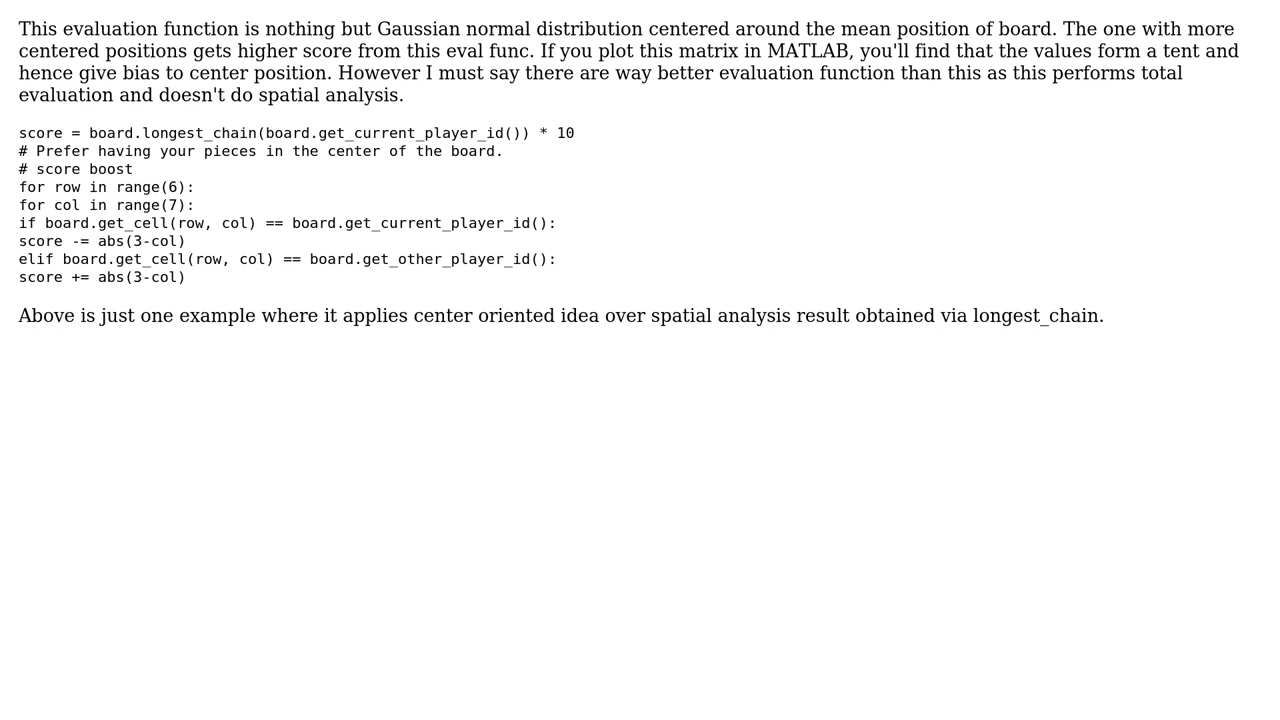 This evaluation function is nothing but Gaussian normal distribution centered around the mean position of board. The one with more
centered positions gets higher score from this eval func. If you plot this matrix in MATLAB, you'll find that the values form a tent and
hence give bias to center position. However I must say there are way better evaluation function than this as this performs total
evaluation and doesn't do spatial analysis.
score = board.longest_chain(board.get_current_player_id()) * 10
# Prefer having your pieces in the center of the board.
# score boost
for row in range(6):
for col in range(7):
if board.get_cell(row, col) == board.get_current_player_id():
score -= abs(3-col)
elif board.get_cell(row, col) == board.get_other_player_id():
score += abs(3-col)
Above is just one example where it applies center oriented idea over spatial analysis result obtained via longest_chain.